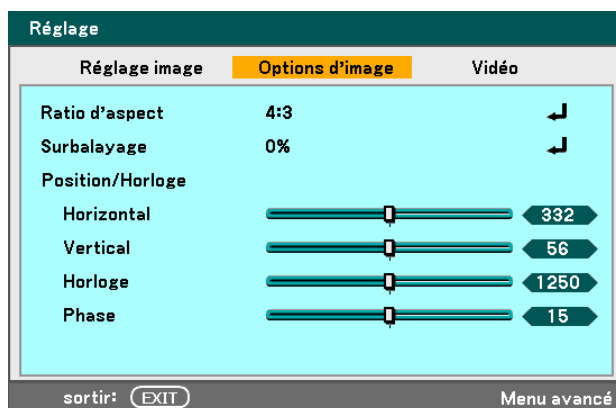 Réglage
Réglage image Options d'image Vidéo
Ratio d'aspect 4:3
Surbalayage 0%
Position/Horloge
Horizontal 332
Vertical 56
Horloge 1250
Phase 15
sortir: EXIT Menu avancé